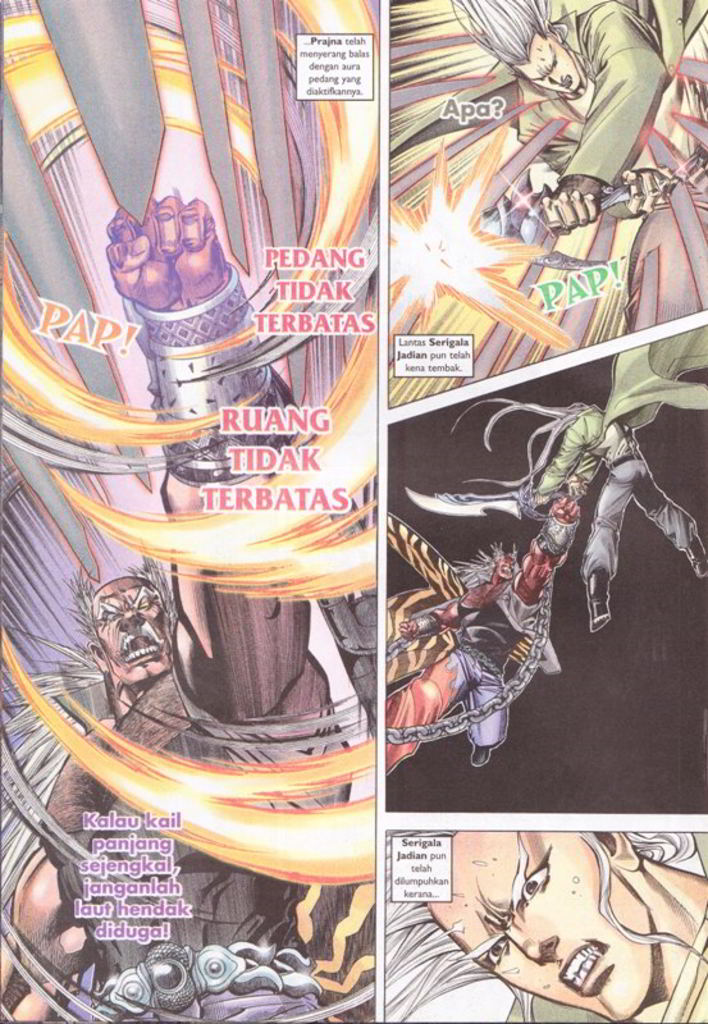 ...Prajna telah
menyerang balas
dengan aura
pedang yang
diaktifkannya.
PEDANG
TIDAK
TERBATAS
PAP!
RUANG
TIDAK
TERBATAS
Kalau kail
panjang
sejengkal,
janganlah
laut hendak
diduga!
Apa?
PAP!
Lantas Serigala
Jadian pun telah
kena tembak.
Serigala
Jadian pun
telah
dilumpuhkan
kerana...